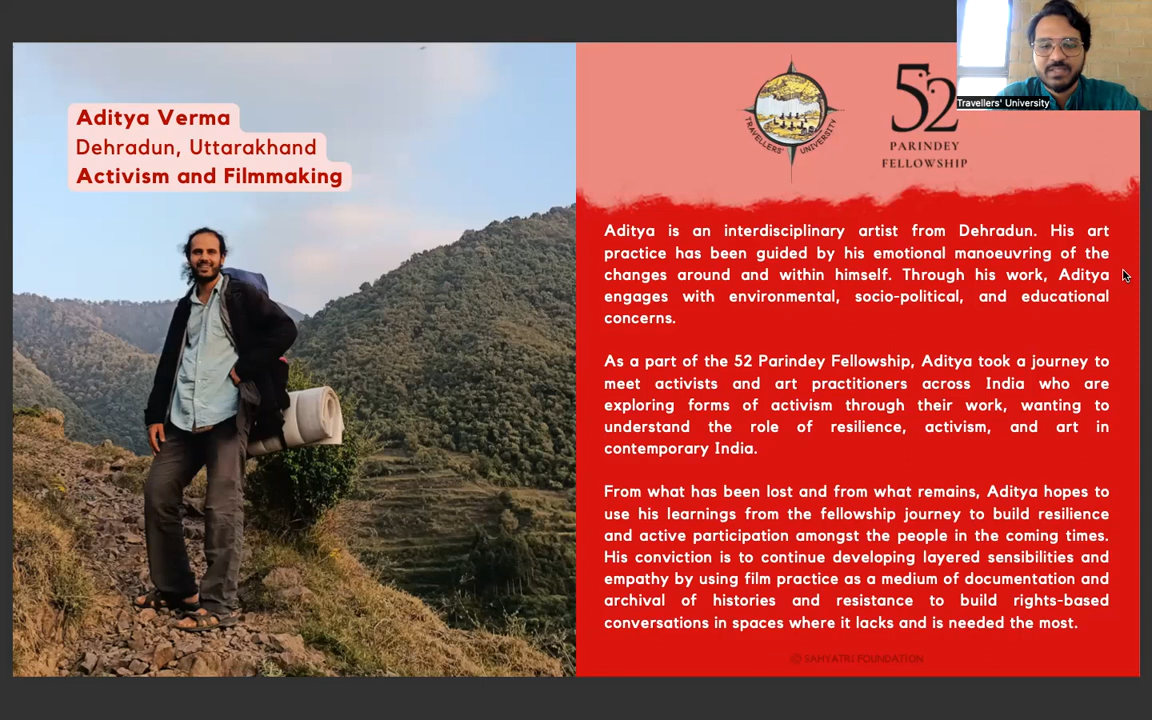 Aditya Verma
Dehradun, Uttarakhand
Activism and Filmmaking
TRAVELLERS' UNIVERSITY
52
PARINDEY
FELLOWSHIP
Travellers' University
Aditya is an interdisciplinary artist from Dehradun. His art
practice has been guided by his emotional manoeuvring of the
changes around and within himself. Through his work, Aditya
engages with environmental, socio-political, and educational
concerns.
As a part of the 52 Parindey Fellowship, Aditya took a journey to
meet activists and art practitioners across India who are
exploring forms of activism through their work, wanting to
understand the role of resilience, activism, and art in
contemporary India.
From what has been lost and from what remains, Aditya hopes to
use his learnings from the fellowship journey to build resilience
and active participation amongst the people in the coming times.
His conviction is to continue developing layered sensibilities and
empathy by using film practice as a medium of documentation and
archival of histories and resistance to build rights-based
conversations in spaces where it lacks and is needed the most.
© SAHYATRI FOUNDATION